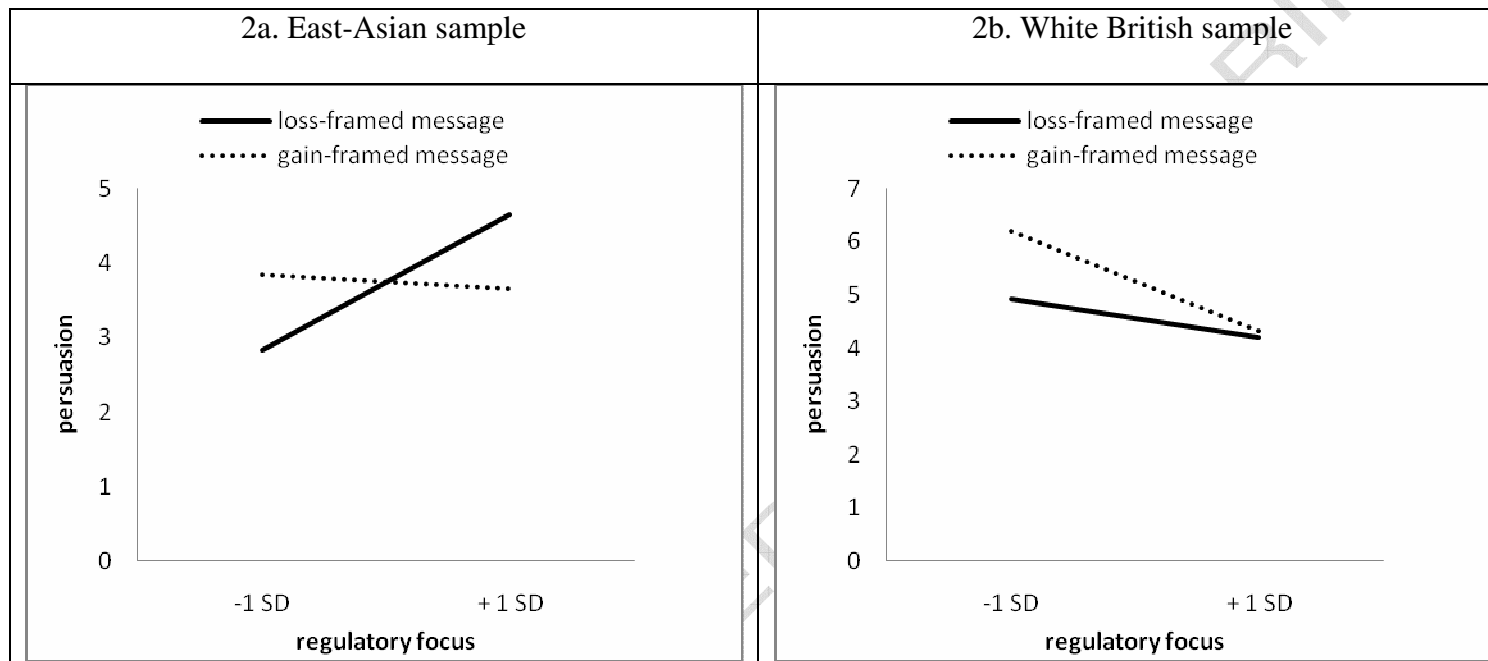 2a. East-Asian sample
2b. White British sample
loss-framed message
gain-framed message
5
4
3
2
1
0
persuasion
-1 SD
+ 1 SD
regulatory focus
loss-framed message
gain-framed message
7
6
5
4
3
2
1
0
persuasion
-1 SD
+ 1 SD
regulatory focus